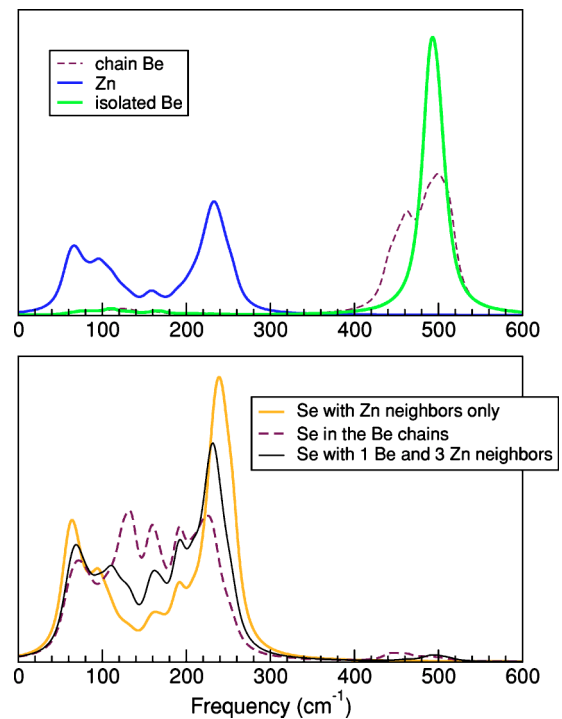 chain Be
Zn
isolated Be
0 100 200 300 400 500 600
Se with Zn neighbors only
Se in the Be chains
Se with 1 Be and 3 Zn neighbors
0 100 200 300 400 500 600
Frequency (cm⁻¹)